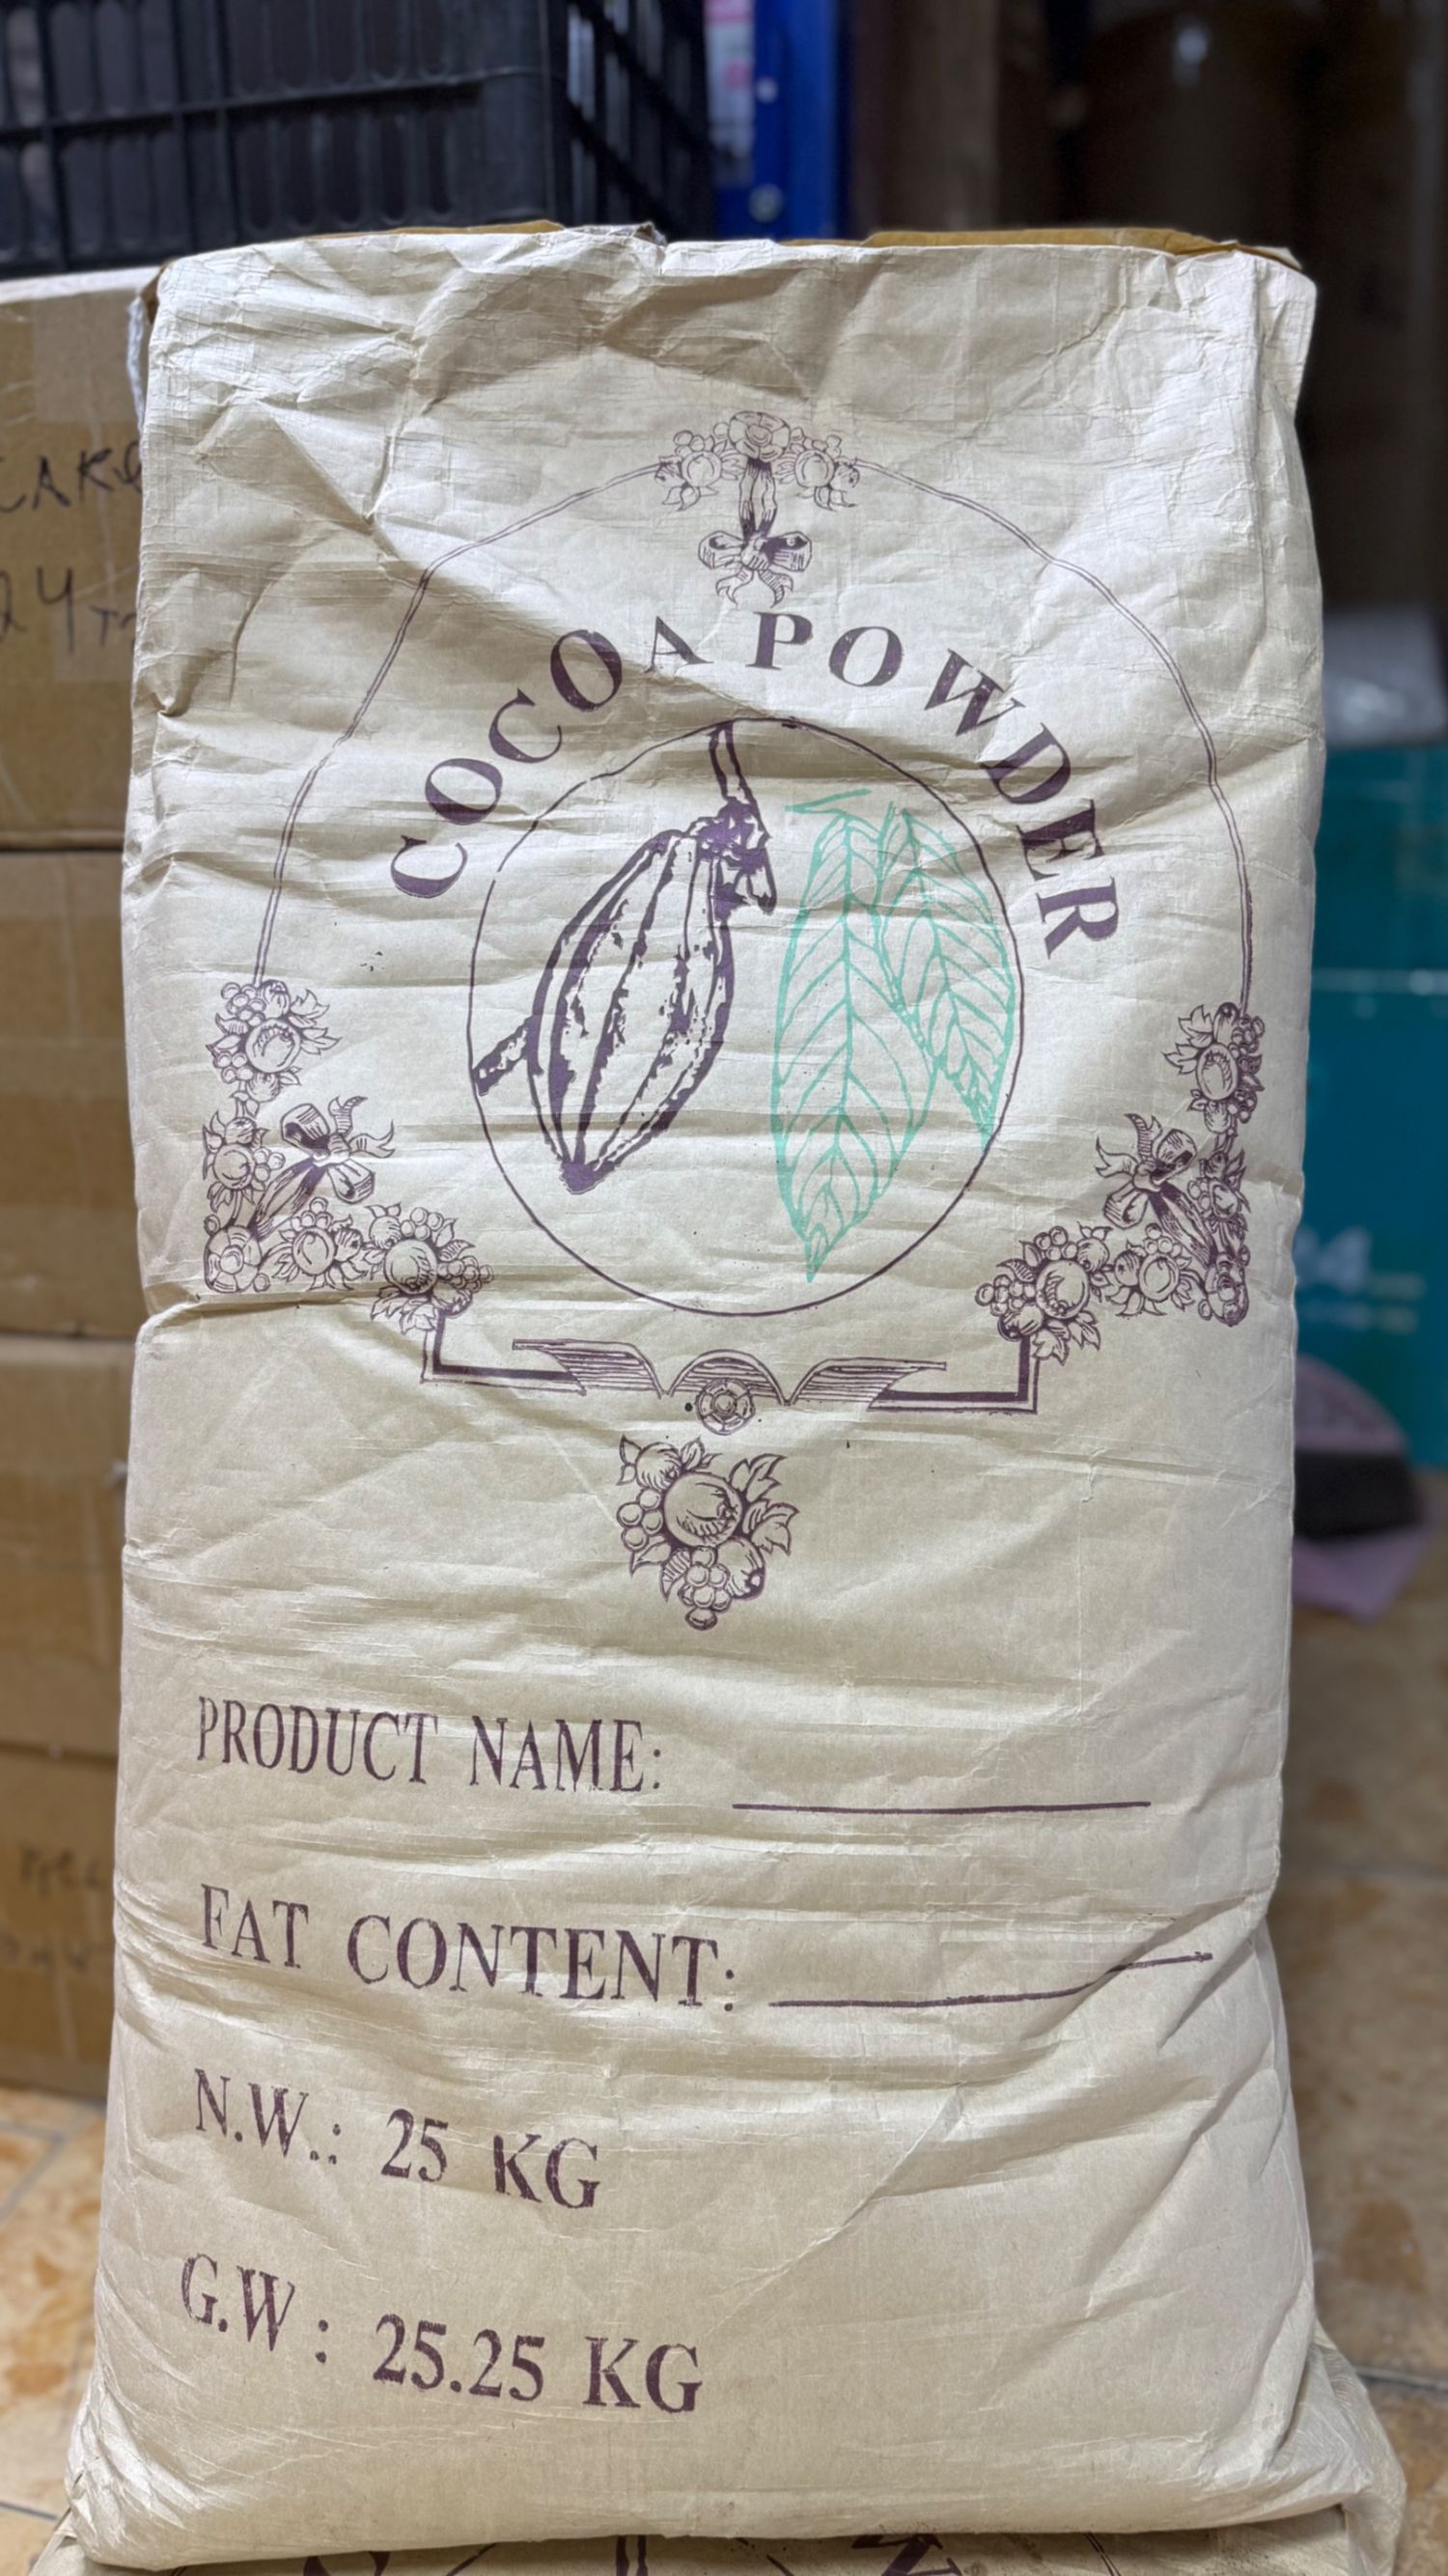 COCOA POWDER
PRODUCT NAME:
FAT CONTENT:
N.W.: 25 KG
G.W: 25.25 KG